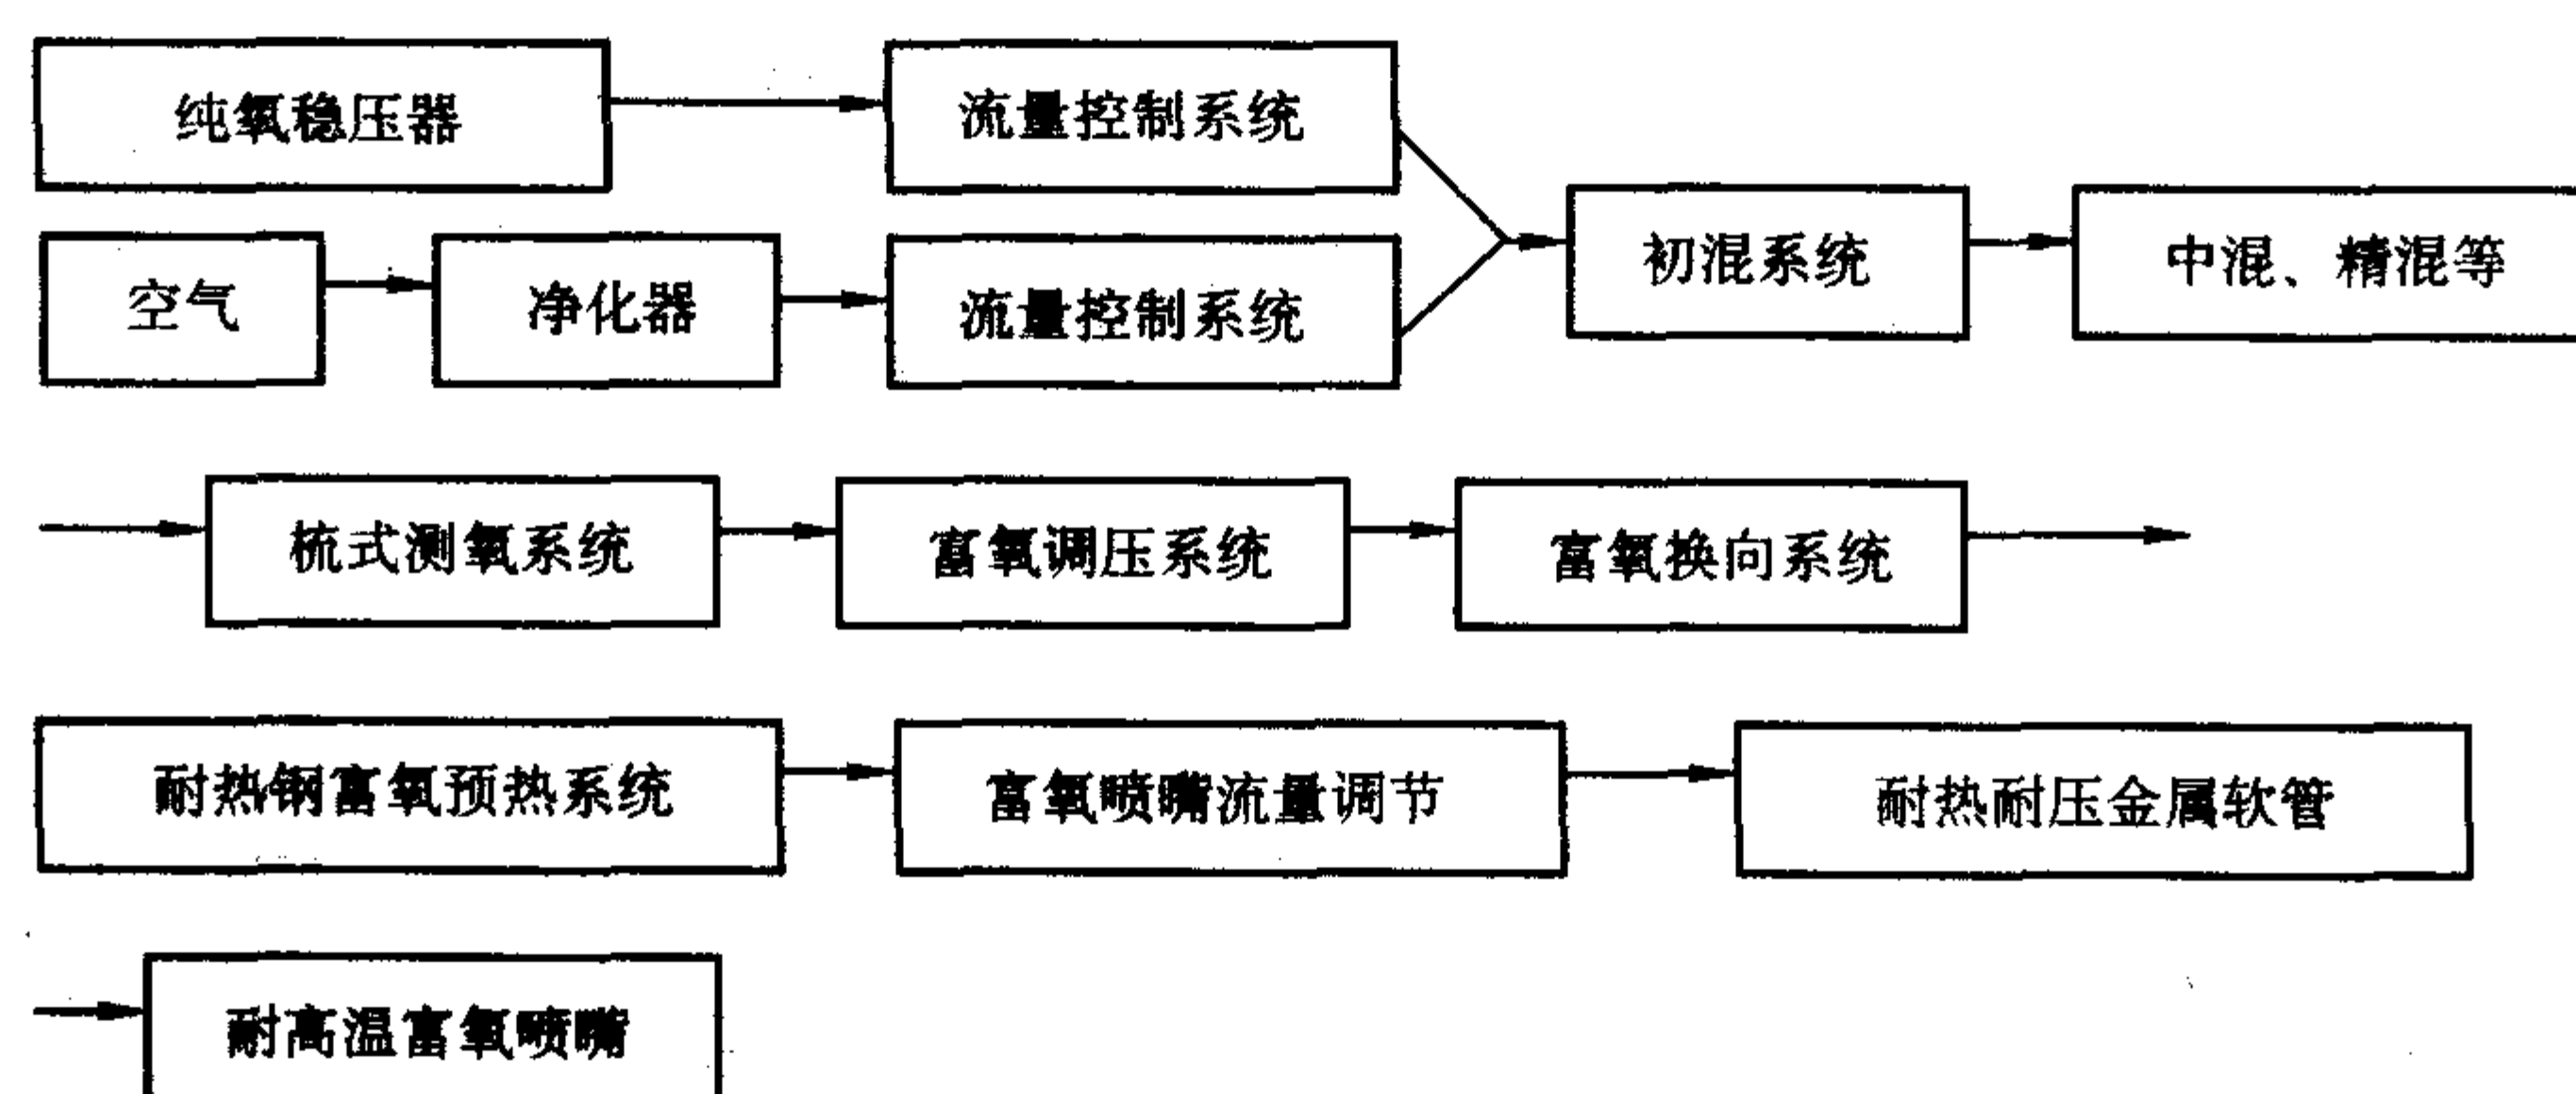 纯氧稳压器
流量控制系统
空气
净化器
流量控制系统
初混系统
中混、精混等
梳式测氧系统
富氧调压系统
富氧换向系统
耐热钢富氧预热系统
富氧喷嘴流量调节
耐热耐压金属软管
耐高温富氧喷嘴